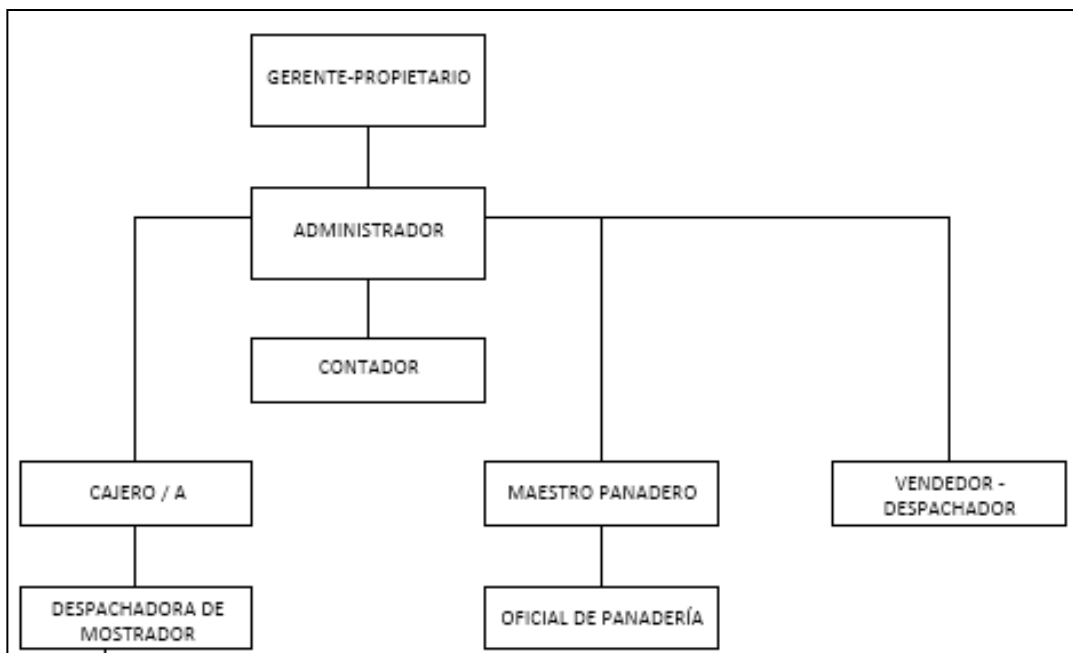 GERENTE-PROPIETARIO
ADMINISTRADOR
CONTADOR
CAJERO / A
MAESTRO PANADERO
VENDEDOR -
DESPACHADOR
DESPACHADORA DE
MOSTRADOR
OFICIAL DE PANADERÍA